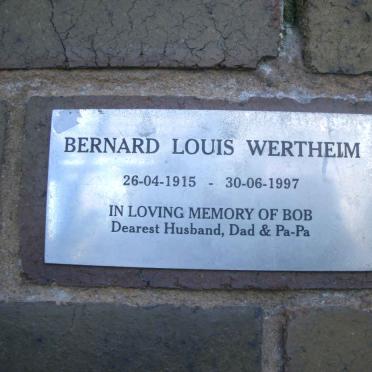 BERNARD LOUIS WERTHEIM
26-04-1915 - 30-06-1997
IN LOVING MEMORY OF BOB
Dearest Husband, Dad & Pa-Pa